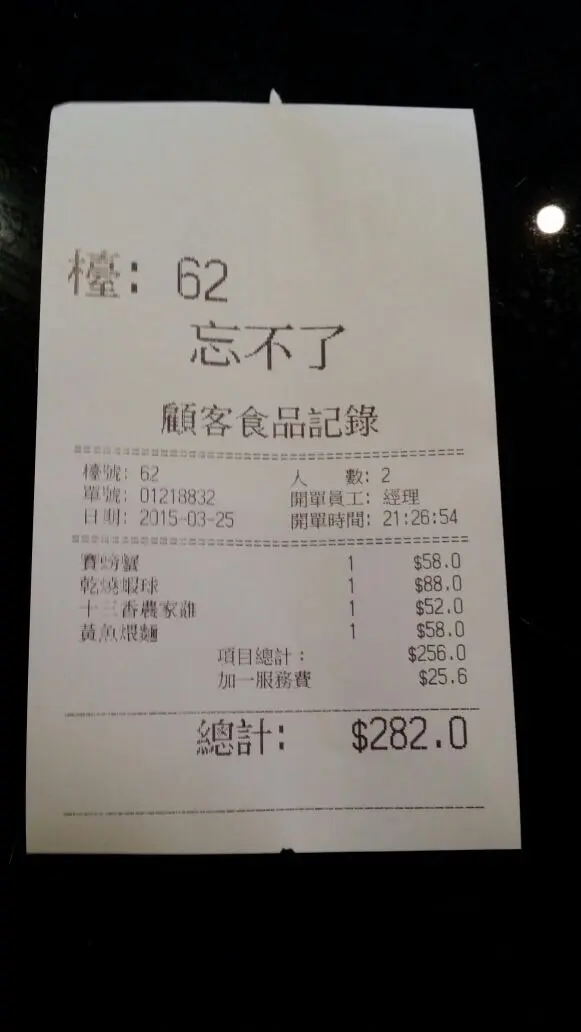 檯: 62
忘不了
顧客食品記錄
檯號: 62 人 數: 2
單號: 01218832 開單員工: 經理
日期: 2015-03-25 開單時間: 21:26:54
賽螃蟹 1 $58.0
乾燒蝦球 1 $88.0
十三香農家雞 1 $52.0
黃魚煨麵 1 $58.0
項目總計: $256.0
加一服務費 $25.6
總計: $282.0